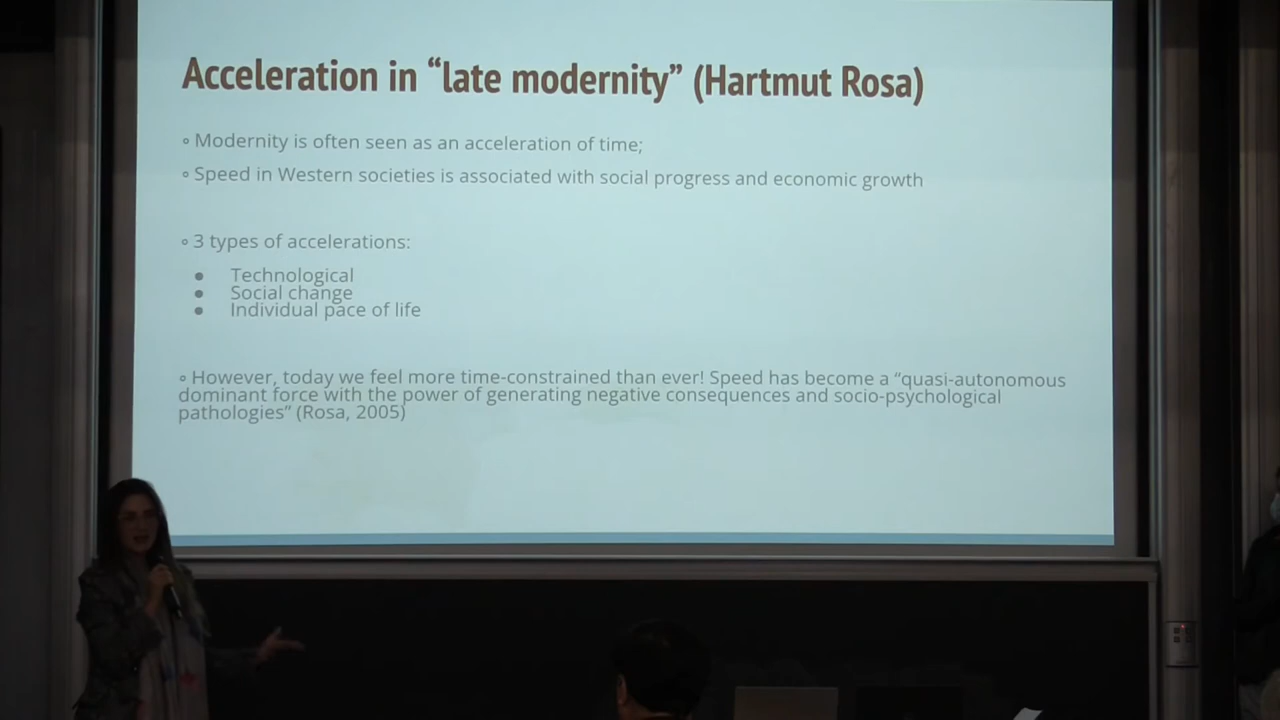 Acceleration in “late modernity” (Hartmut Rosa)
◦ Modernity is often seen as an acceleration of time;
◦ Speed in Western societies is associated with social progress and economic growth
◦ 3 types of accelerations:
● Technological
● Social change
● Individual pace of life
◦ However, today we feel more time-constrained than ever! Speed has become a “quasi-autonomous
dominant force with the power of generating negative consequences and socio-psychological
pathologies” (Rosa, 2005)